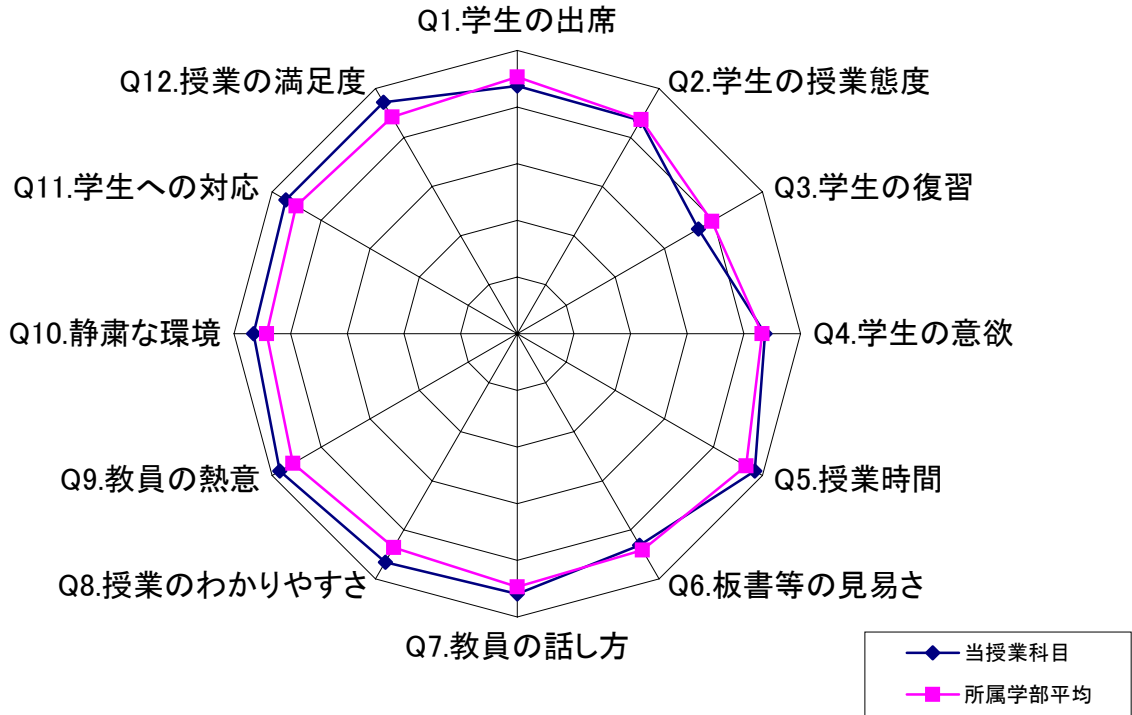 Q1.学生の出席
Q2.学生の授業態度
Q3.学生の復習
Q4.学生の意欲
Q5.授業時間
Q6.板書等の見易さ
Q7.教員の話し方
Q8.授業のわかりやすさ
Q9.教員の熱意
Q10.静粛な環境
Q11.学生への対応
Q12.授業の満足度
当授業科目
所属学部平均